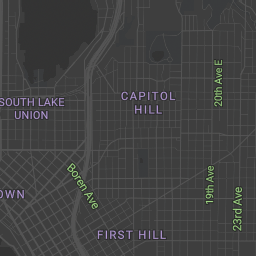 20th Ave E
CAPITOL
HILL
SOUTH LAKE
UNION
Boren Ave
19th Ave
23rd Ave
OWN
FIRST HILL